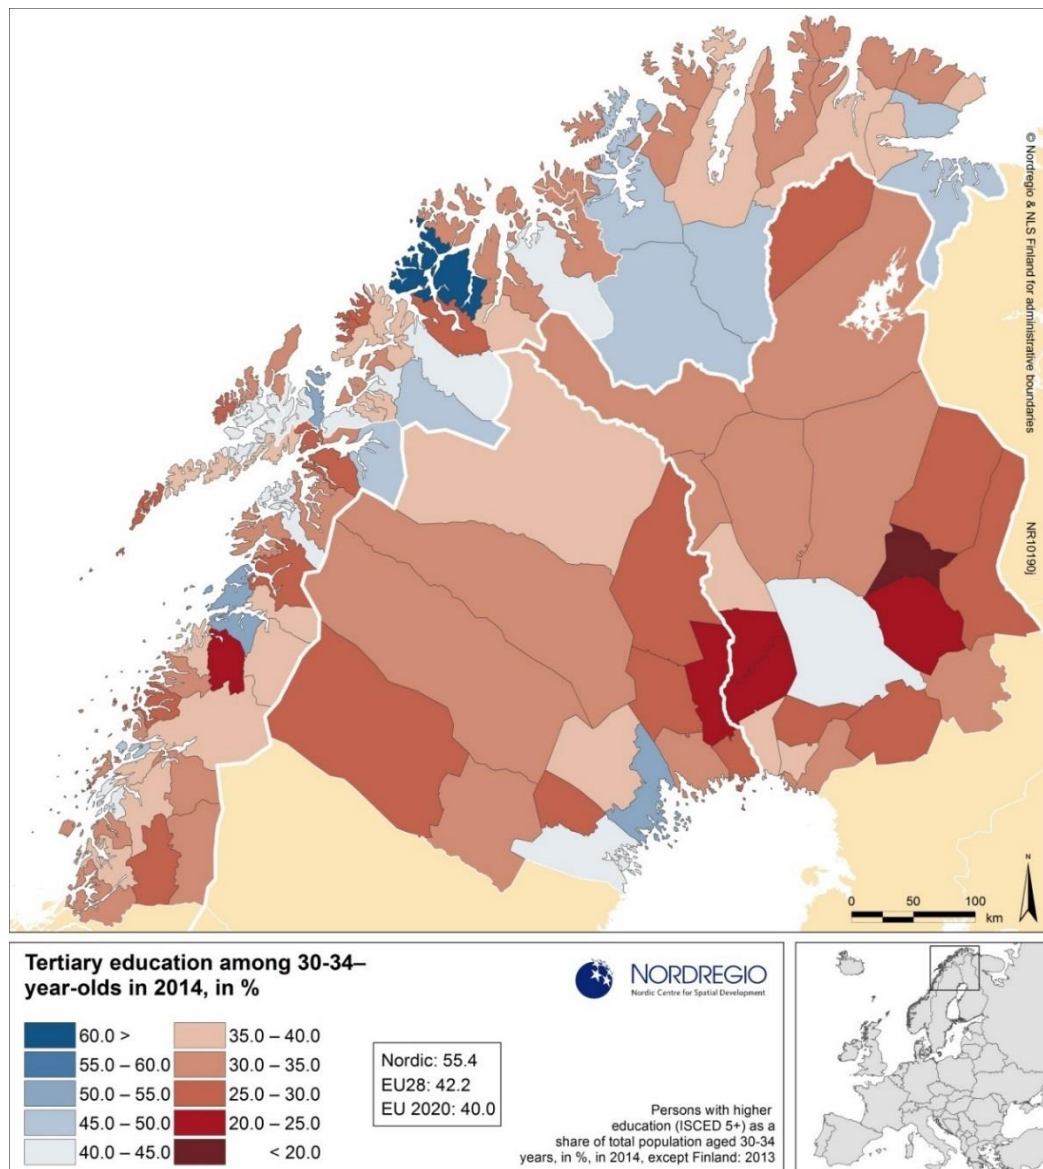 © Nordregio & NLS Finland for administrative boundaries
NR10190j
N
0 50 100
km
Tertiary education among 30-34–
year-olds in 2014, in %
NORDREGIO
Nordic Centre for Spatial Development
60.0 >
55.0 – 60.0
50.0 – 55.0
45.0 – 50.0
40.0 – 45.0
35.0 – 40.0
30.0 – 35.0
25.0 – 30.0
20.0 – 25.0
< 20.0
Nordic: 55.4
EU28: 42.2
EU 2020: 40.0
Persons with higher
education (ISCED 5+) as a
share of total population aged 30-34
years, in %, in 2014, except Finland: 2013